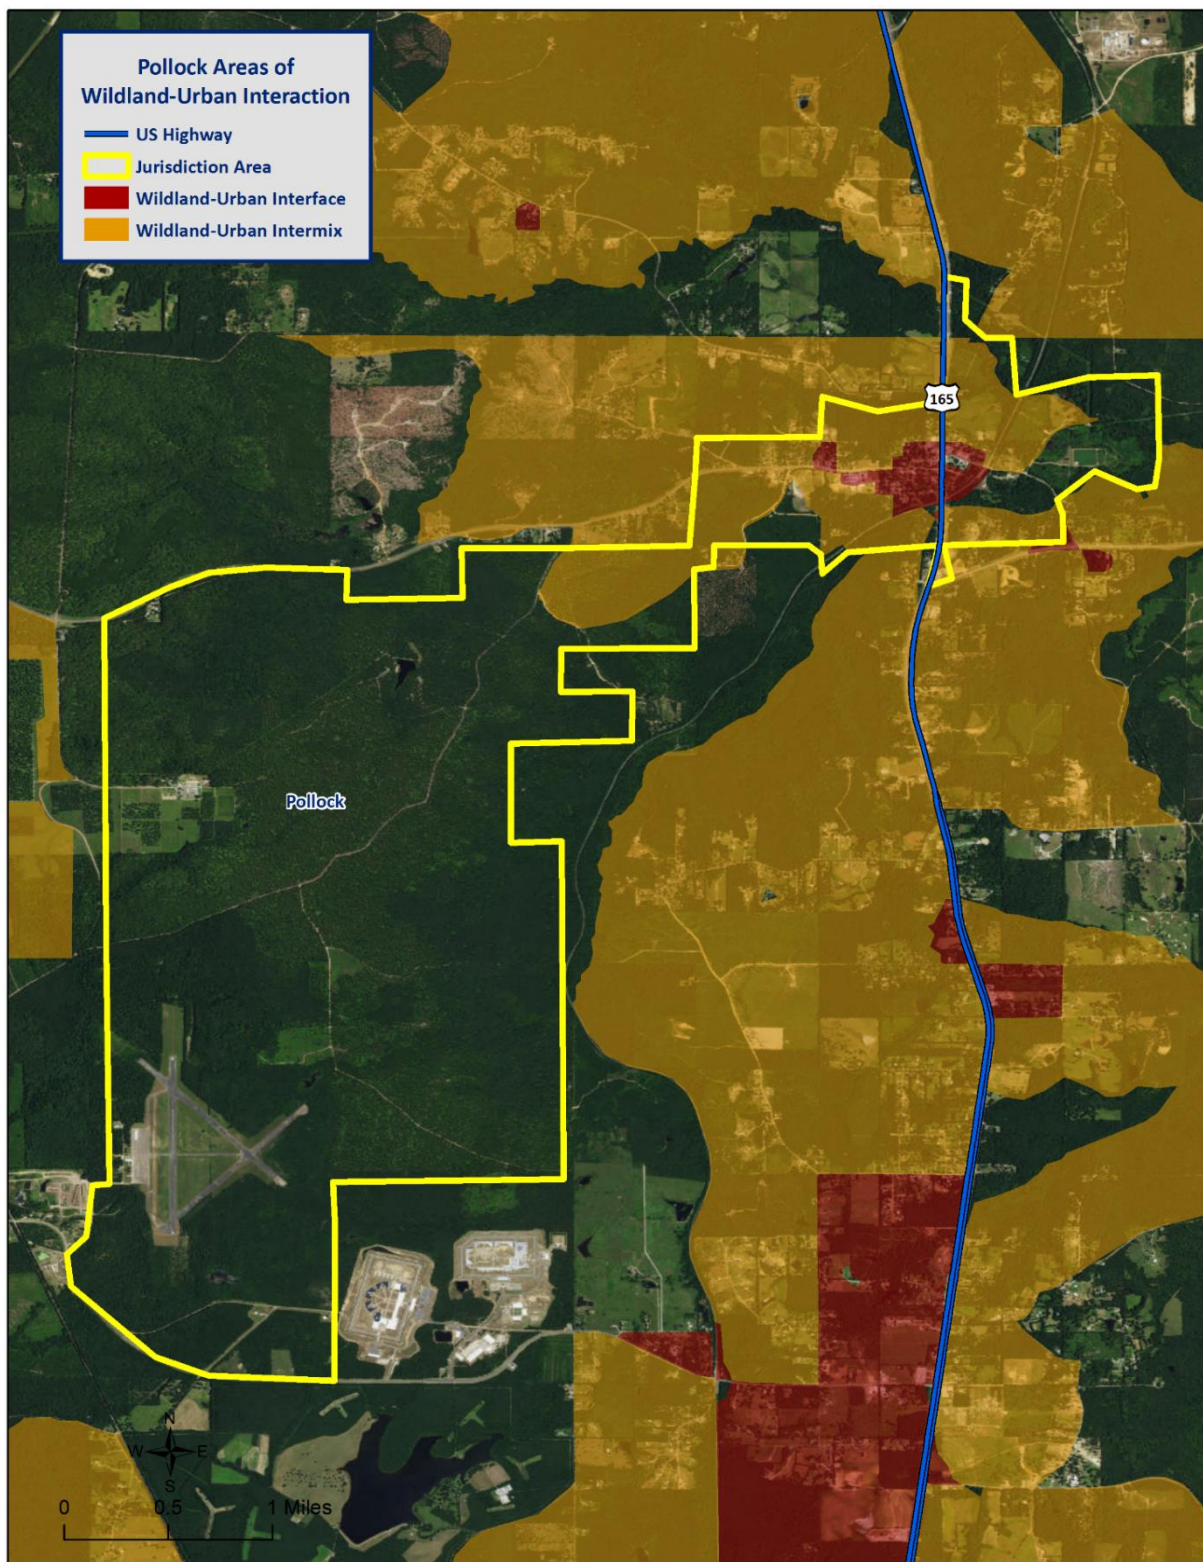 Pollock Areas of
Wildland-Urban Interaction
US Highway
Jurisdiction Area
Wildland-Urban Interface
Wildland-Urban Intermix
165
Pollock
N
W E
S
0 0.5 1 Miles